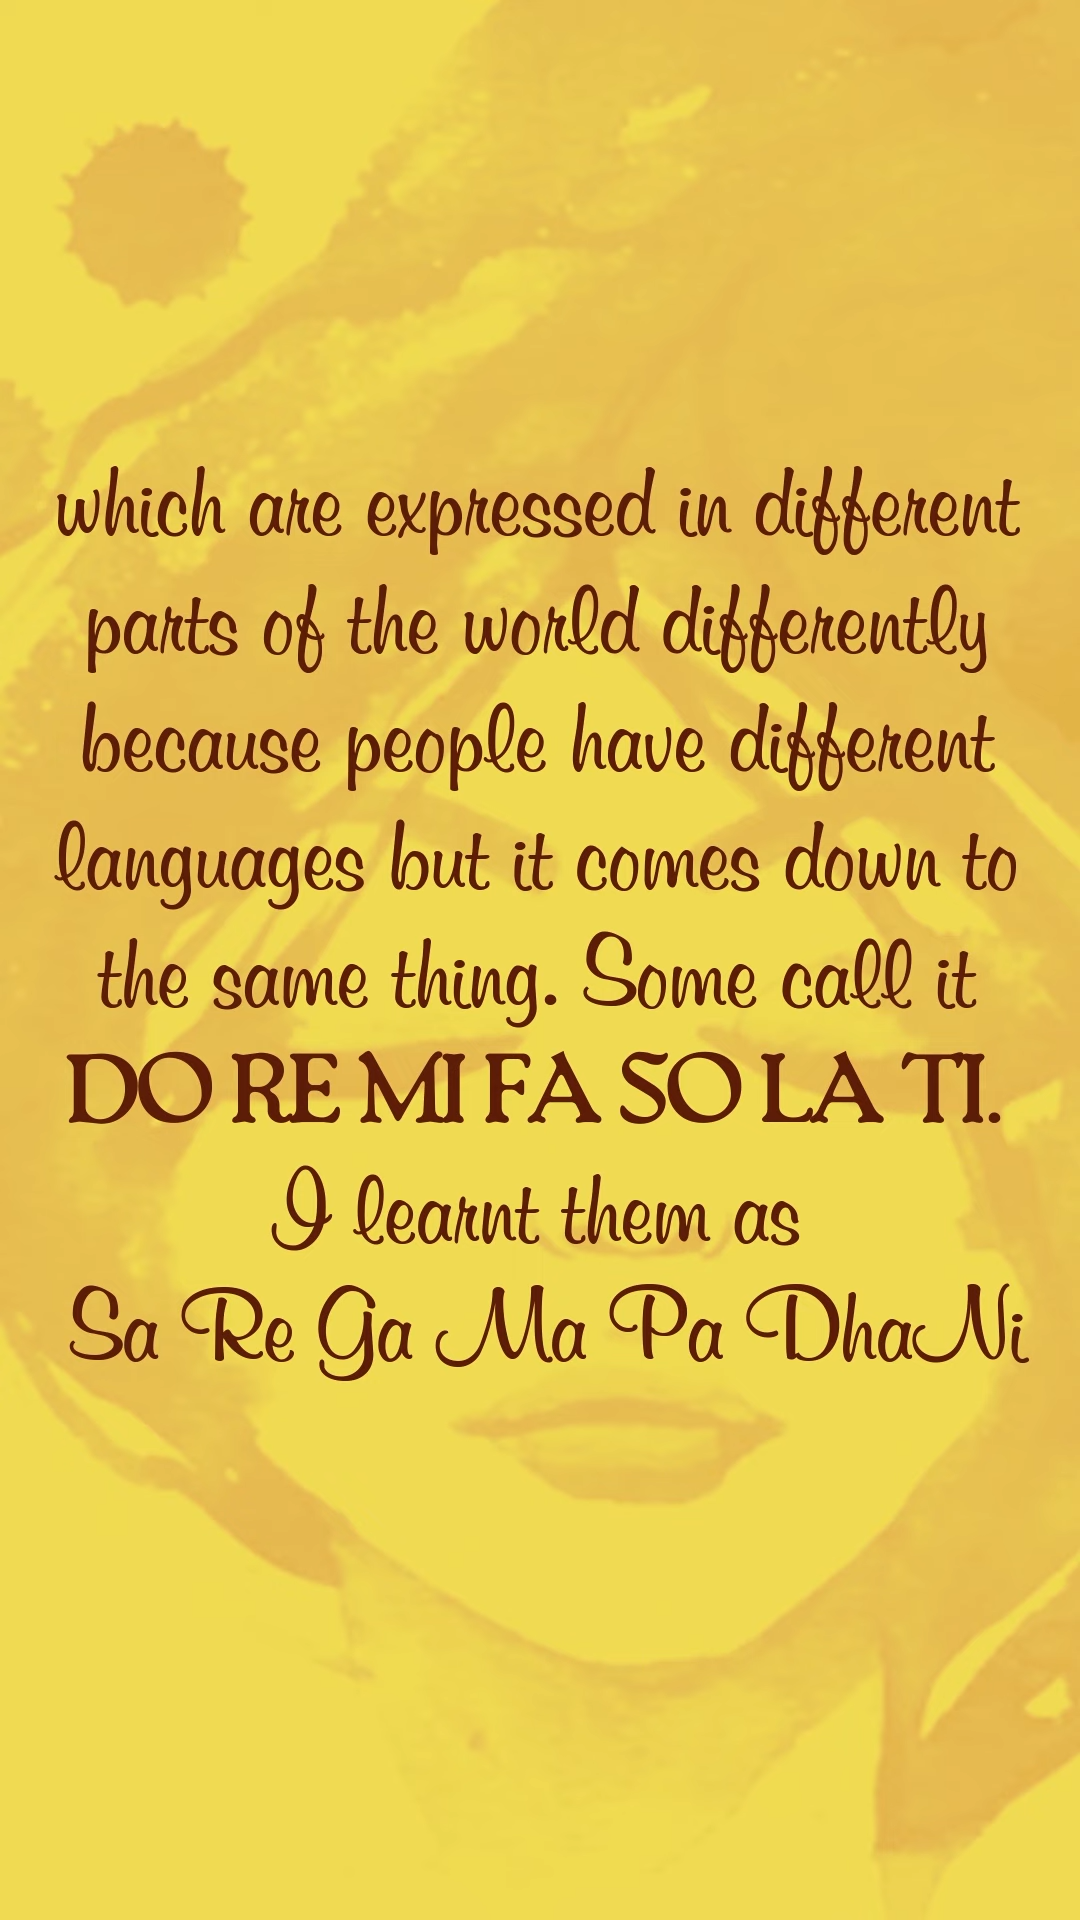 which are expressed in different
parts of the world differently
because people have different
languages but it comes down to
the same thing. Some call it
DO RE MI FA SO LA TI.
I learnt them as
Sa Re Ga Ma Pa DhaNi